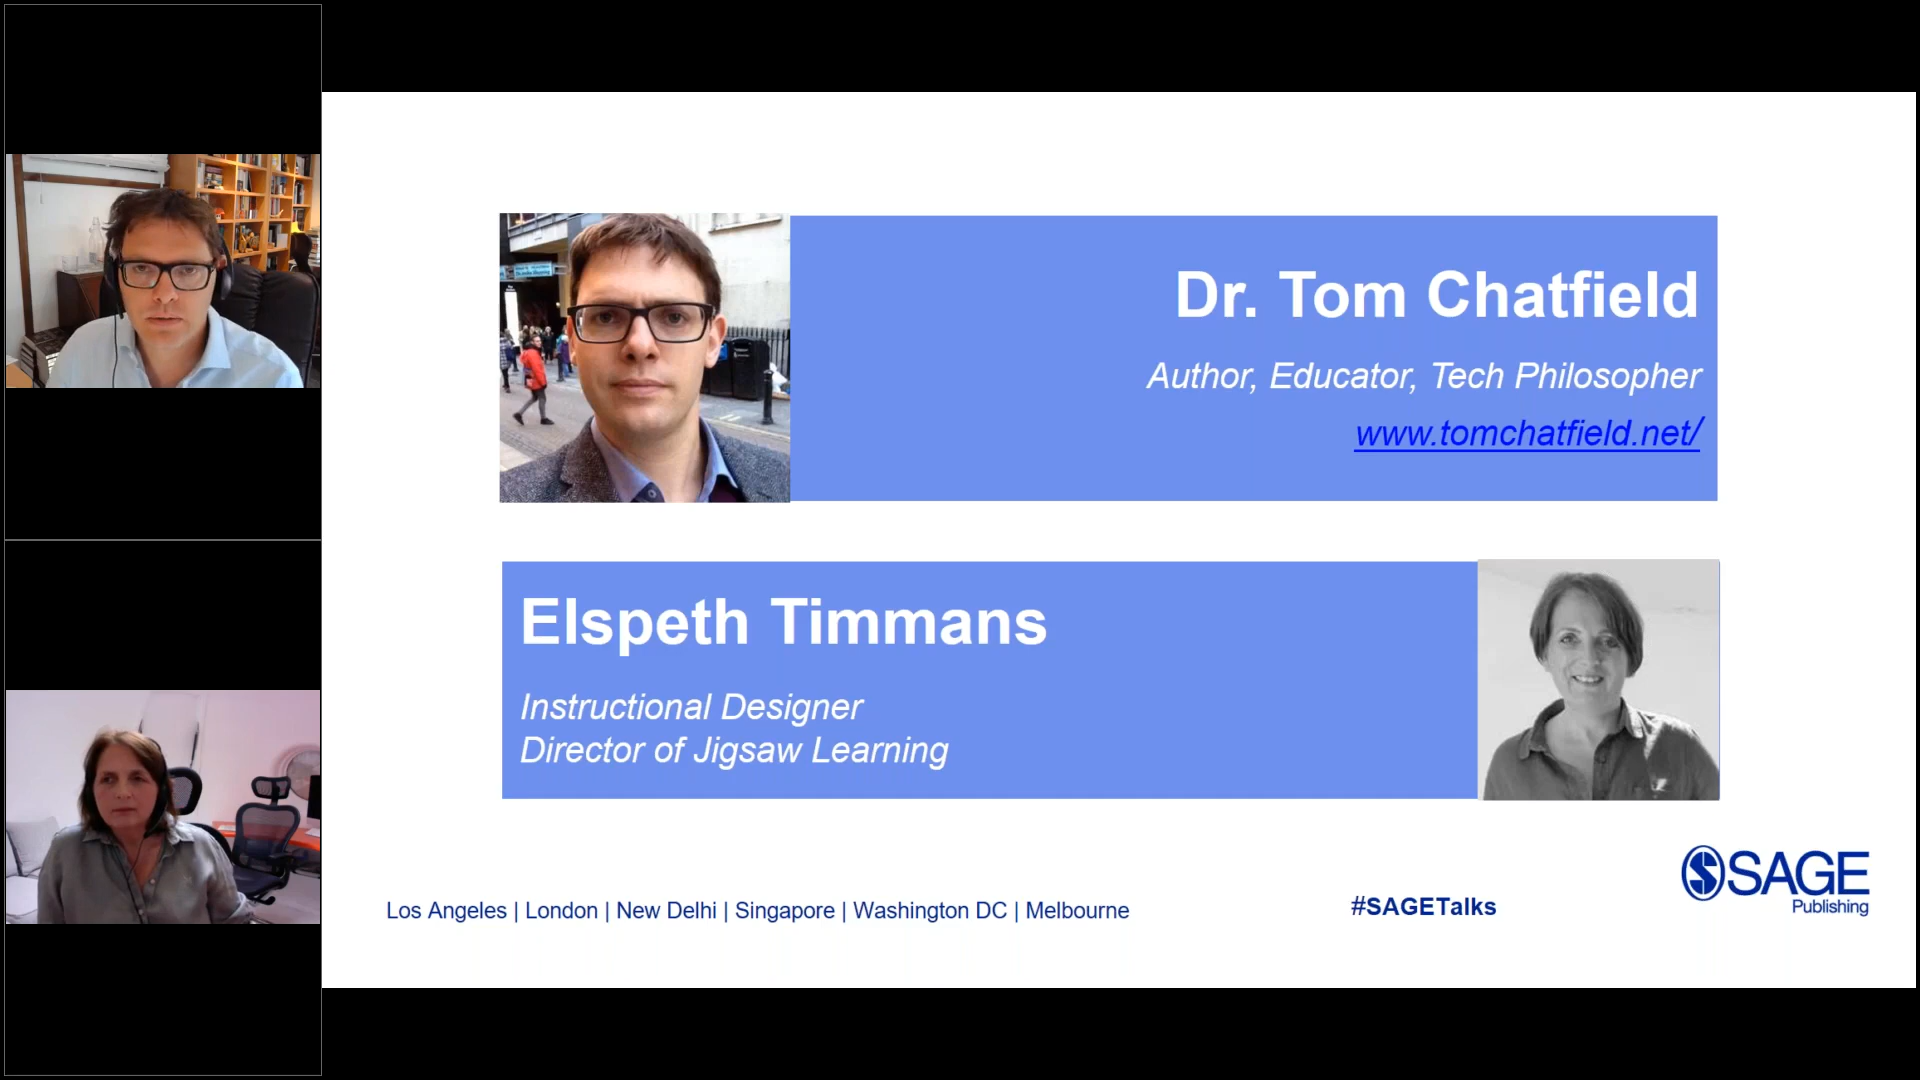 Dr. Tom Chatfield
Author, Educator, Tech Philosopher
www.tomchatfield.net/
Elspeth Timmans
Instructional Designer
Director of Jigsaw Learning
Los Angeles | London | New Delhi | Singapore | Washington DC | Melbourne
#SAGETalks
SAGE
Publishing